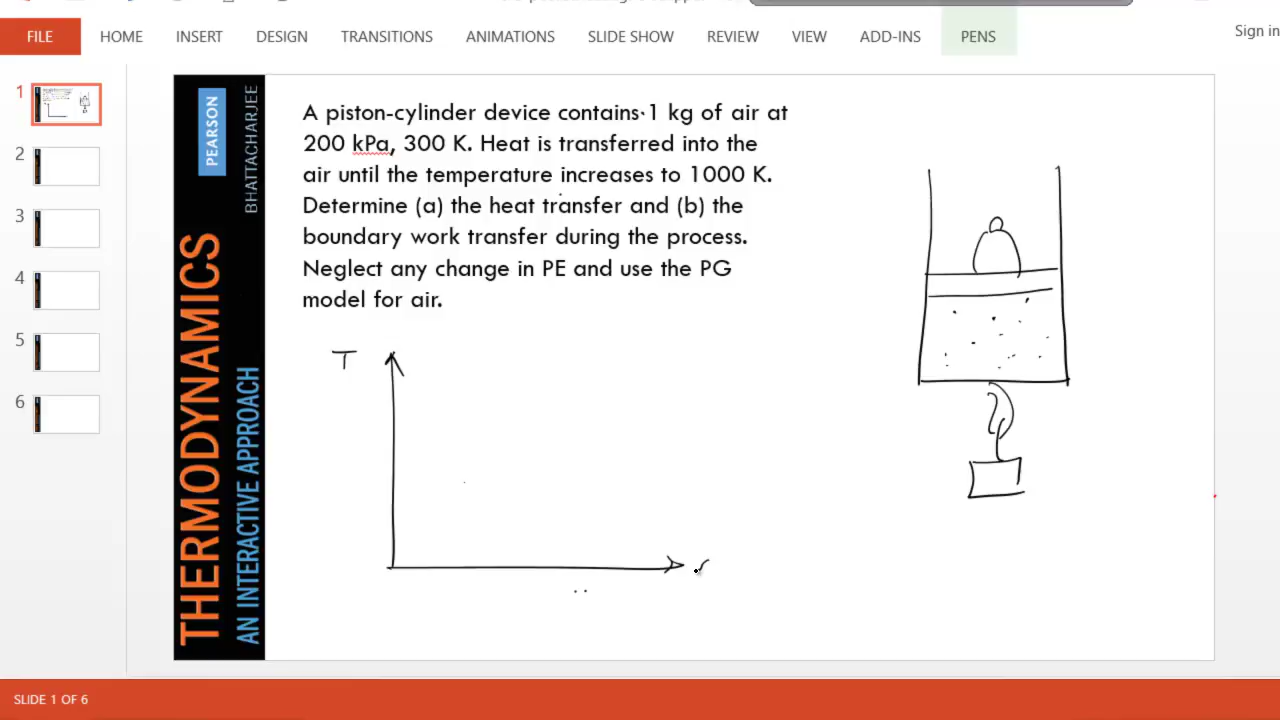 FILE HOME INSERT DESIGN TRANSITIONS ANIMATIONS SLIDE SHOW REVIEW VIEW ADD-INS PENS Sign in
1
2
3
4
5
6
PEARSON
BHATTACHARJEE
THERMODYNAMICS
AN INTERACTIVE APPROACH
A piston-cylinder device contains 1 kg of air at
200 kPa, 300 K. Heat is transferred into the
air until the temperature increases to 1000 K.
Determine (a) the heat transfer and (b) the
boundary work transfer during the process.
Neglect any change in PE and use the PG
model for air.
T
SLIDE 1 OF 6